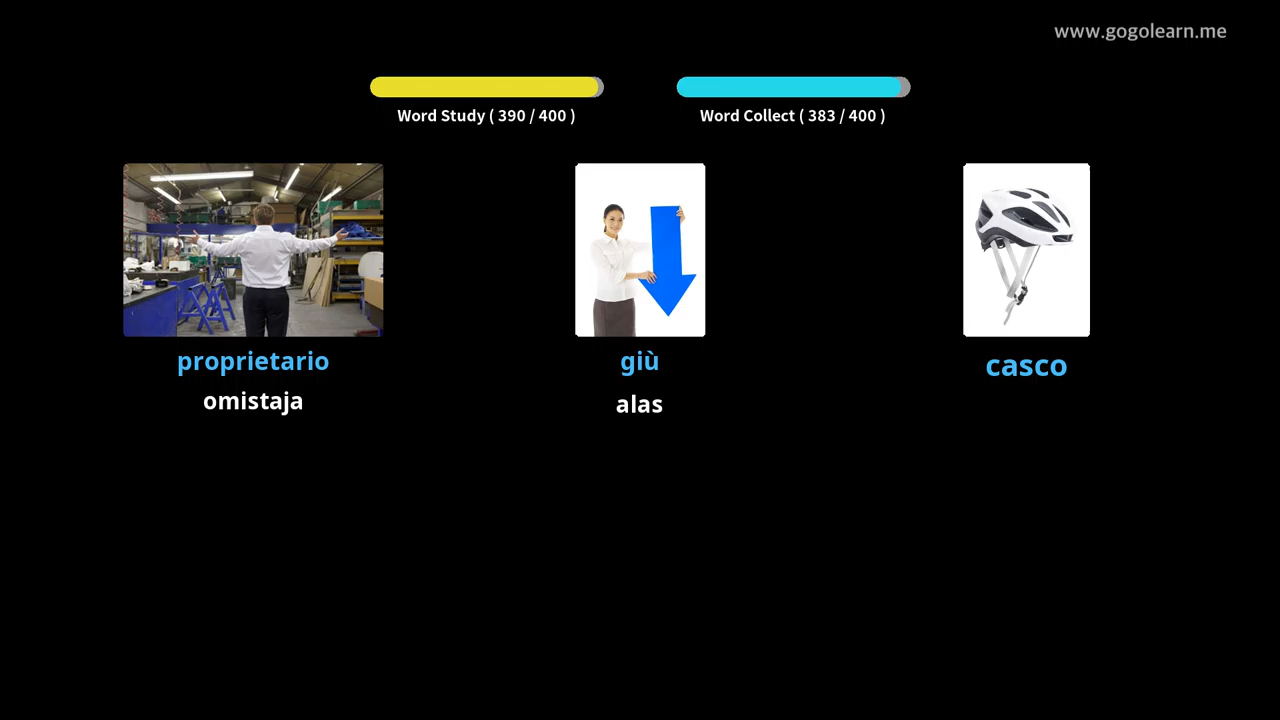 www.gogolearn.me
Word Study ( 390 / 400 )
Word Collect ( 383 / 400 )
proprietario
omistaja
giù
alas
casco